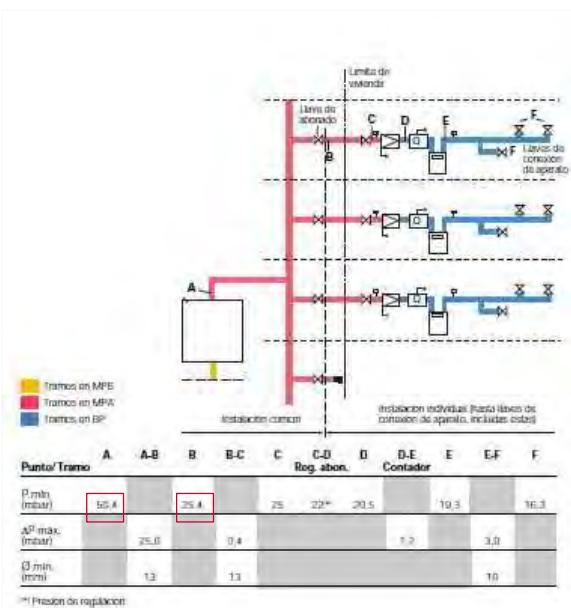 Límite de
vivienda
Llave de
abonado
C
D
E
F
B
F
Llaves de
conexión
de aparato
A
Tramos en MPB
Tramos en MPA
Tramos en BP
Instalación común
Instalación individual (hasta llaves de
conexión de aparato, incluidas éstas)
Punto/Tramo A A-B B B-C C C-D D D-E E E-F F
Reg. abon. Contador
P. mín. (mbar) 50,4 25,4 25 22*) 20,5 19,3 16,3
ΔP máx. (mbar) 25,0 0,4 1,2 3,0
Ø mín. (mm) 13 13 10
*) Presión de regulación